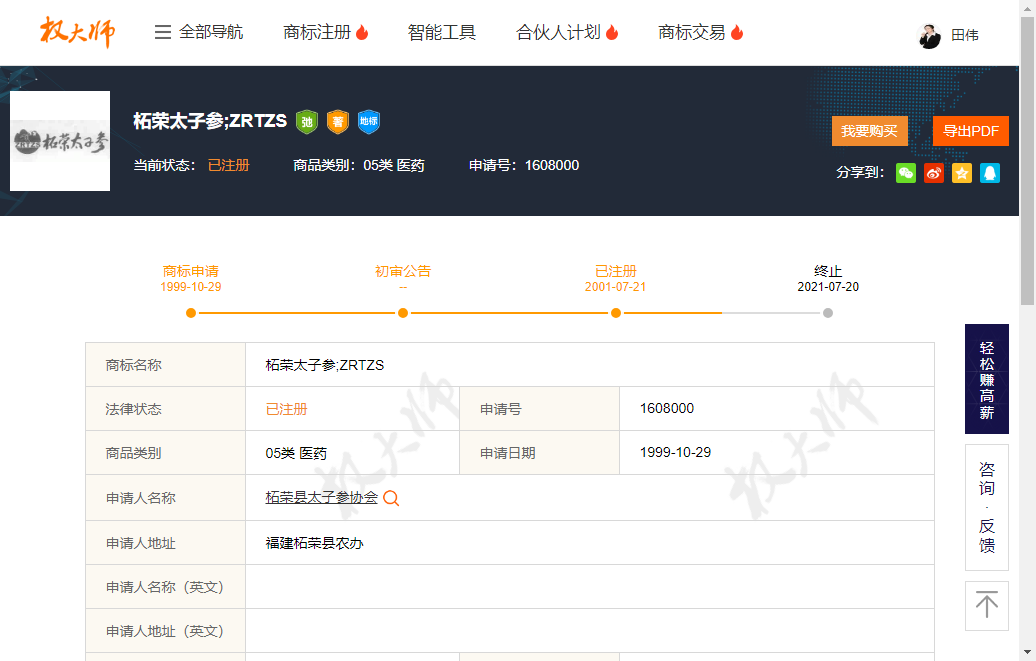 权大师
全部导航 商标注册 智能工具 合伙人计划 商标交易 田伟
柘荣太子参;ZRTZS 驰 著 地标
ZRTZS 柘荣太子参
当前状态： 已注册 商品类别：05类 医药 申请号：1608000
我要购买 导出PDF
分享到：
商标申请 初审公告 已注册 终止
1999-10-29 -- 2001-07-21 2021-07-20
商标名称 柘荣太子参;ZRTZS
法律状态 已注册 申请号 1608000
商品类别 05类 医药 申请日期 1999-10-29
申请人名称 柘荣县太子参协会
申请人地址 福建柘荣县农办
申请人名称（英文）
申请人地址（英文）
权大师 权大师
轻松赚高薪
咨询·反馈